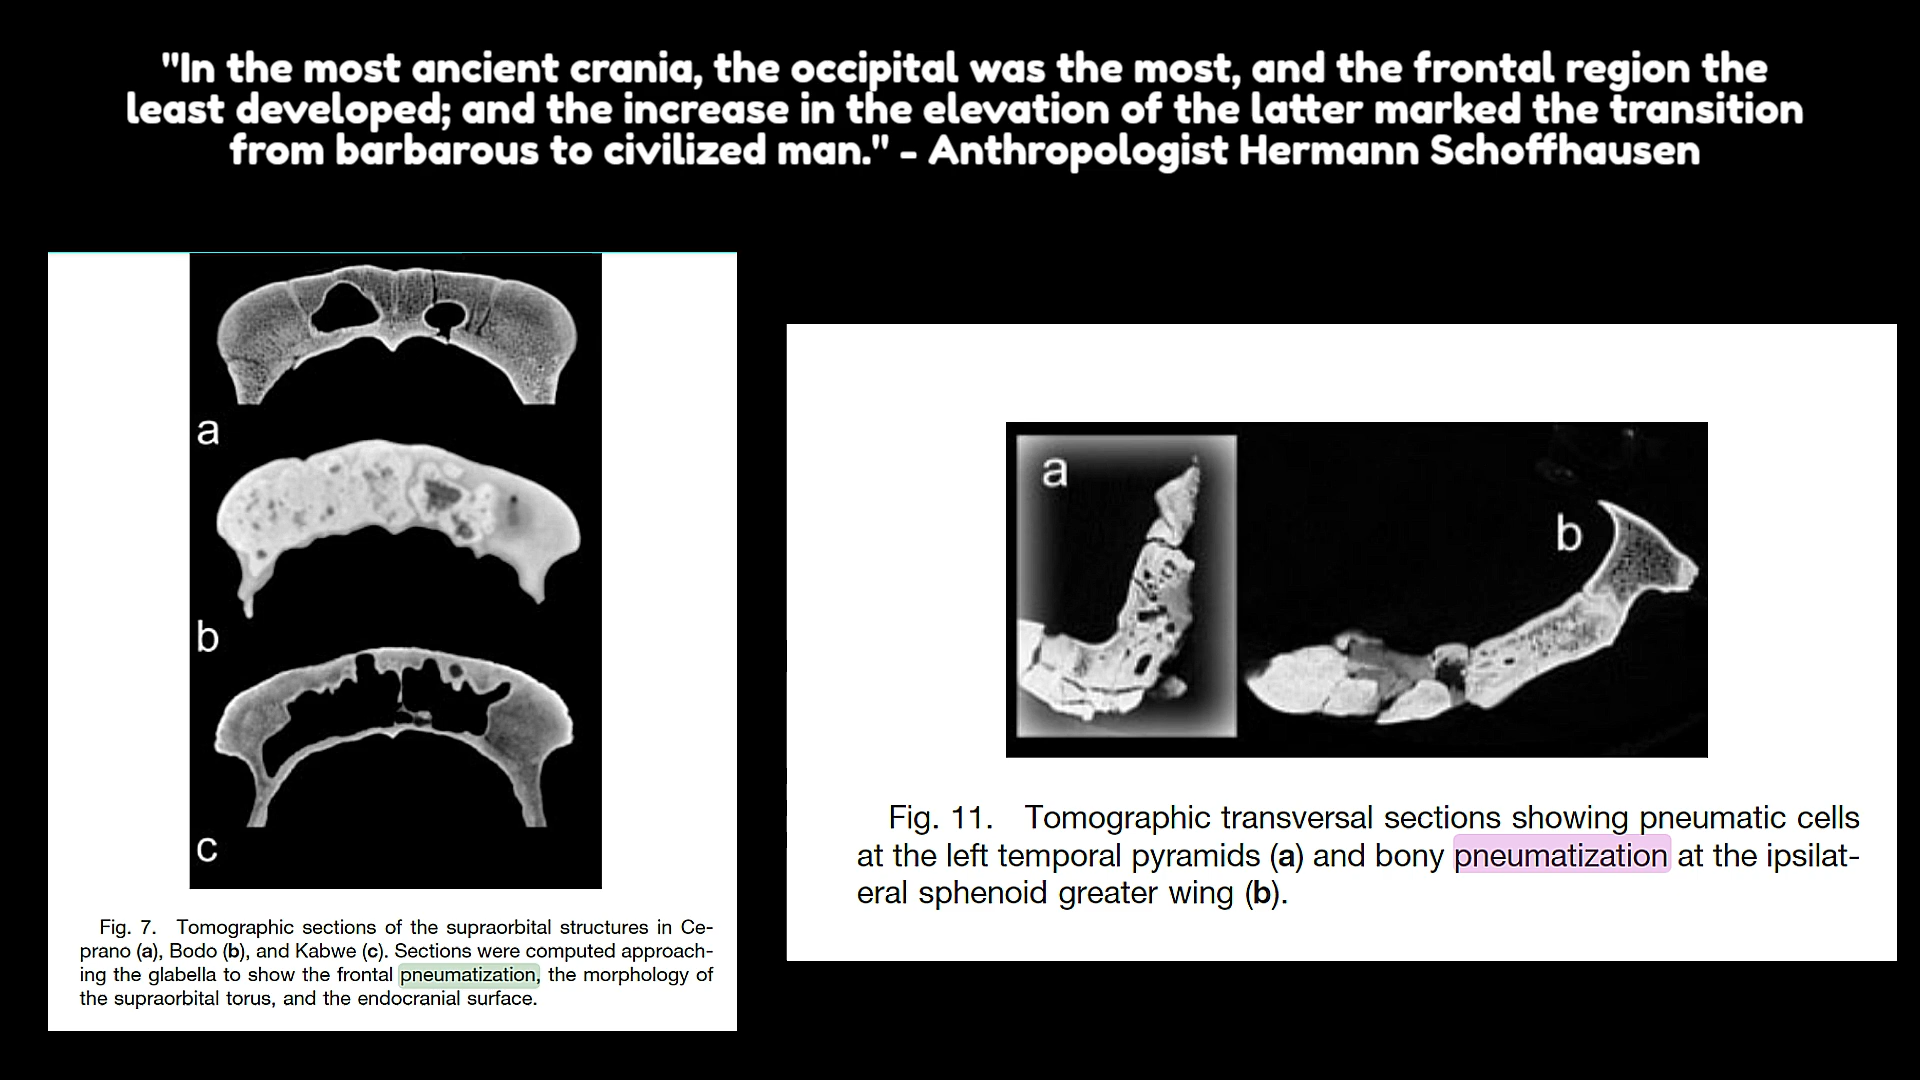 "In the most ancient crania, the occipital was the most, and the frontal region the
least developed; and the increase in the elevation of the latter marked the transition
from barbarous to civilized man." - Anthropologist Hermann Schoffhausen
a
b
c
Fig. 7. Tomographic sections of the supraorbital structures in Ce-
prano (a), Bodo (b), and Kabwe (c). Sections were computed approach-
ing the glabella to show the frontal pneumatization, the morphology of
the supraorbital torus, and the endocranial surface.
a
b
Fig. 11. Tomographic transversal sections showing pneumatic cells
at the left temporal pyramids (a) and bony pneumatization at the ipsilat-
eral sphenoid greater wing (b).